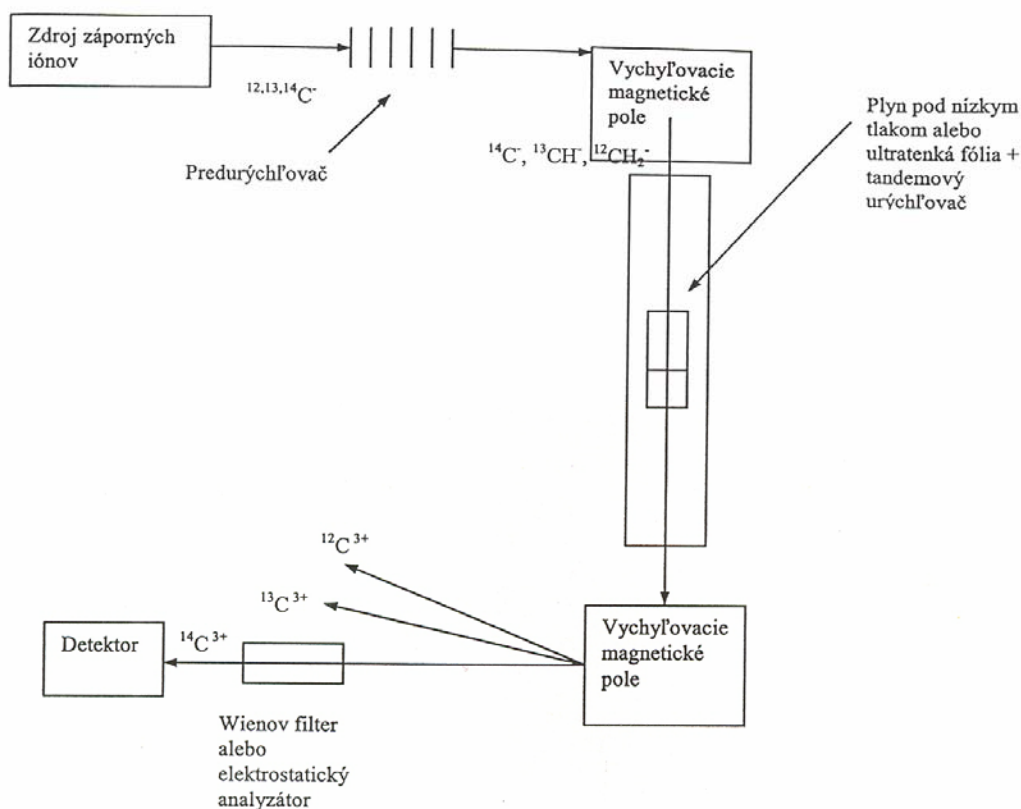 Zdroj záporných
iónov
12,13,14C-
Predurýchľovač
Vychyľovacie
magnetické
pole
14C-, 13CH-, 12CH2-
Plyn pod nízkym
tlakom alebo
ultratenká fólia +
tandemový
urýchľovač
12C 3+
13C 3+
14C 3+
Detektor
Vychyľovacie
magnetické
pole
Wienov filter
alebo
elektrostatický
analyzátor